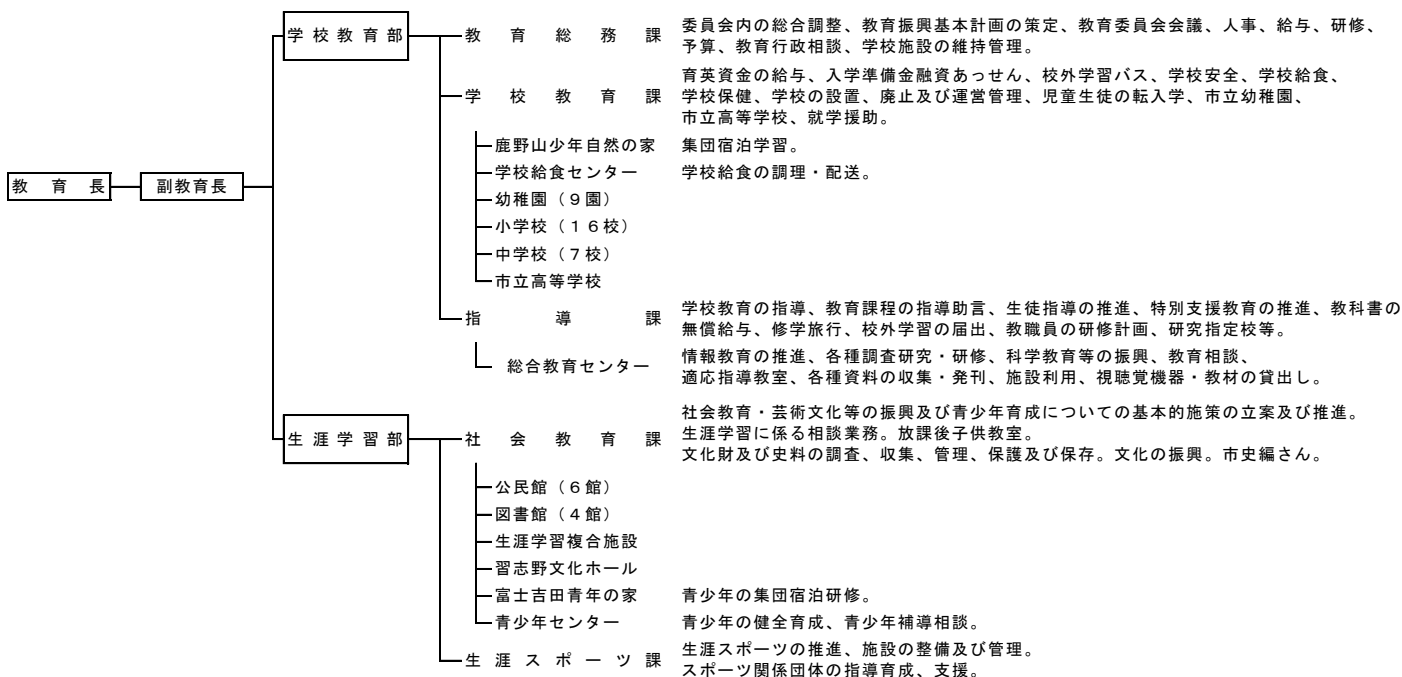 学校教育部
教育総務課
委員会内の総合調整、教育振興基本計画の策定、教育委員会会議、人事、給与、研修、
予算、教育行政相談、学校施設の維持管理。
学校教育課
育英資金の給与、入学準備金融資あっせん、校外学習バス、学校安全、学校給食、
学校保健、学校の設置、廃止及び運営管理、児童生徒の転入学、市立幼稚園、
市立高等学校、就学援助。
鹿野山少年自然の家
集団宿泊学習。
学校給食センター
学校給食の調理・配送。
教育長
副教育長
幼稚園(9園)
小学校(16校)
中学校(7校)
市立高等学校
指導課
学校教育の指導、教育課程の指導助言、生徒指導の推進、特別支援教育の推進、教科書の
無償給与、修学旅行、校外学習の届出、教職員の研修計画、研究指定校等。
総合教育センター
情報教育の推進、各種調査研究・研修、科学教育等の振興、教育相談、
適応指導教室、各種資料の収集・発刊、施設利用、視聴覚機器・教材の貸出し。
生涯学習部
社会教育課
社会教育・芸術文化等の振興及び青少年育成についての基本的施策の立案及び推進。
生涯学習に係る相談業務。放課後子供教室。
文化財及び史料の調査、収集、管理、保護及び保存。文化の振興。市史編さん。
公民館(6館)
図書館(4館)
生涯学習複合施設
習志野文化ホール
富士吉田青年の家
青少年の集団宿泊研修。
青少年センター
青少年の健全育成、青少年補導相談。
生涯スポーツ課
生涯スポーツの推進、施設の整備及び管理。
スポーツ関係団体の指導育成、支援。